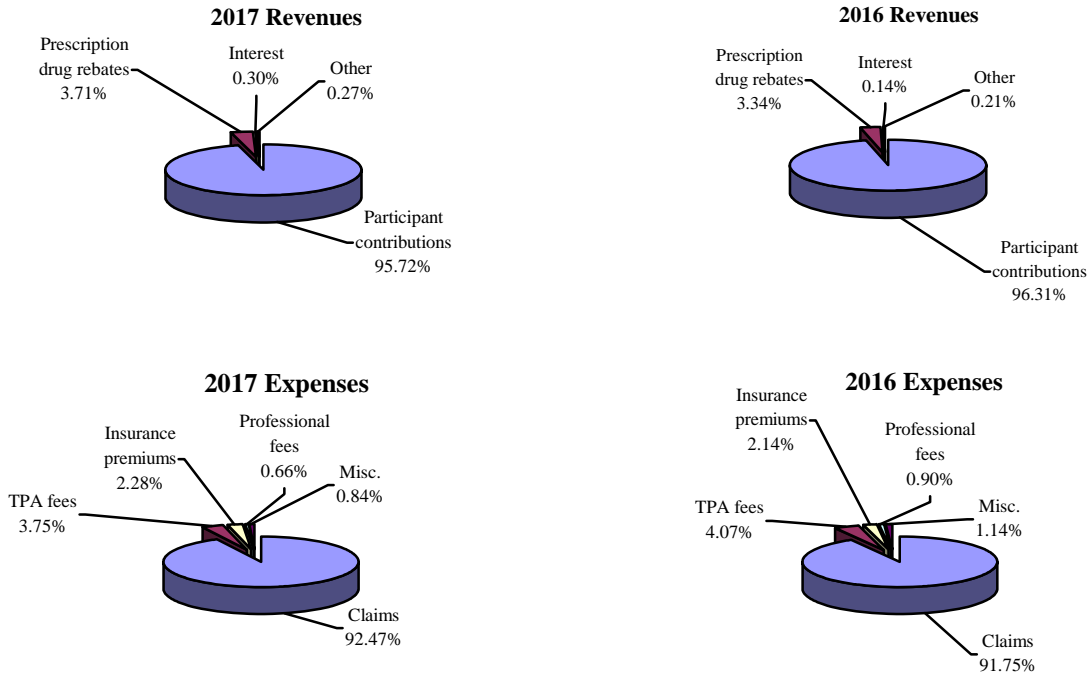 2017 Revenues
Prescription
drug rebates
3.71%
Interest
0.30%
Other
0.27%
Participant
contributions
95.72%
2016 Revenues
Prescription
drug rebates
3.34%
Interest
0.14%
Other
0.21%
Participant
contributions
96.31%
2017 Expenses
TPA fees
3.75%
Insurance
premiums
2.28%
Professional
fees
0.66%
Misc.
0.84%
Claims
92.47%
2016 Expenses
TPA fees
4.07%
Insurance
premiums
2.14%
Professional
fees
0.90%
Misc.
1.14%
Claims
91.75%